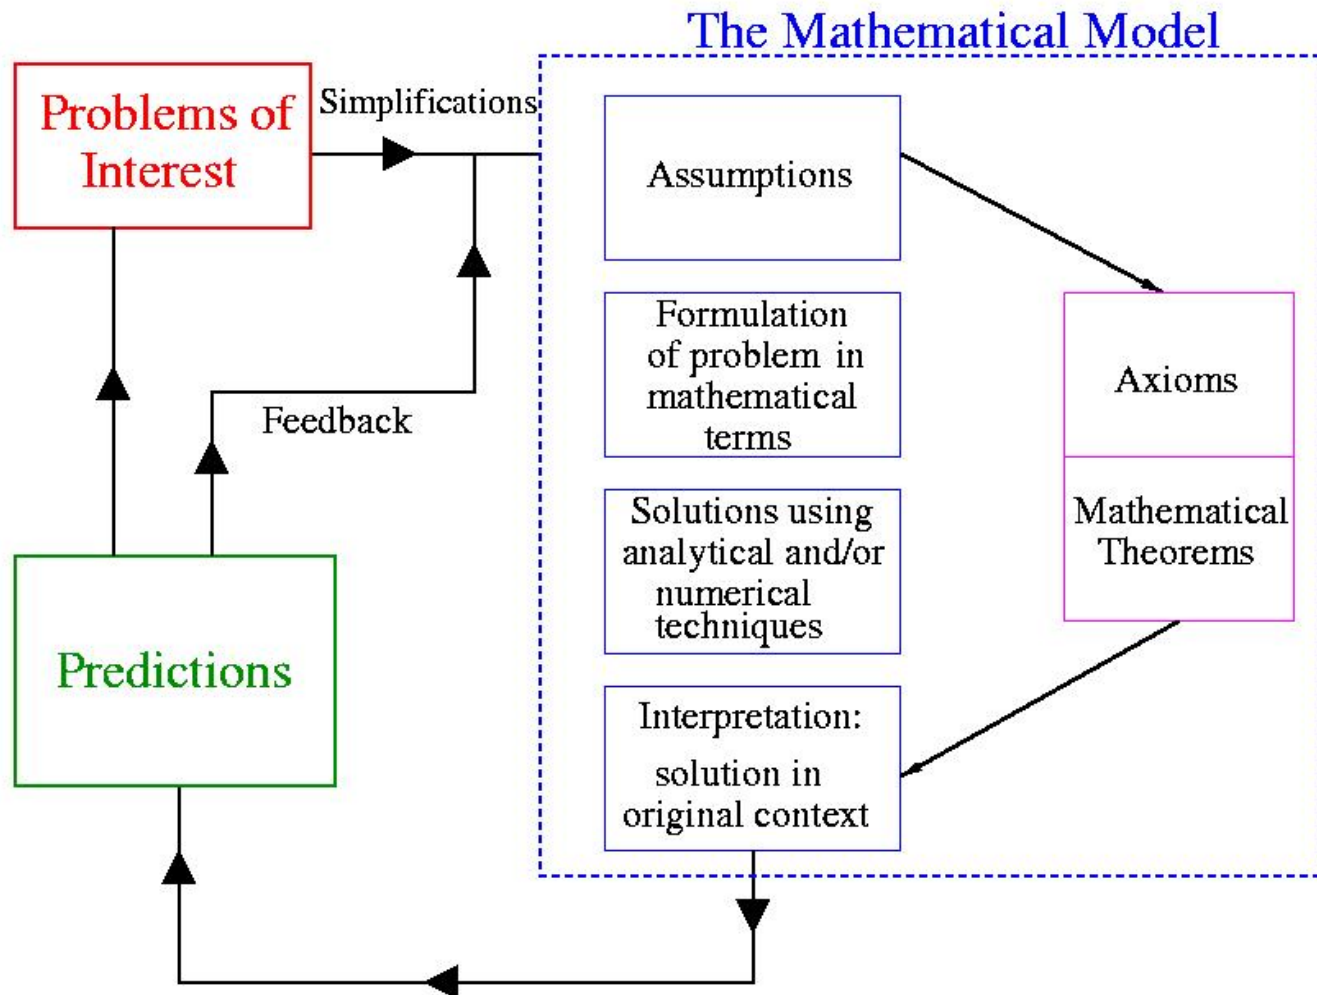 The Mathematical Model
Problems of
Interest
Simplifications
Assumptions
Formulation
of problem in
mathematical
terms
Axioms
Feedback
Solutions using
analytical and/or
numerical
techniques
Mathematical
Theorems
Predictions
Interpretation:
solution in
original context